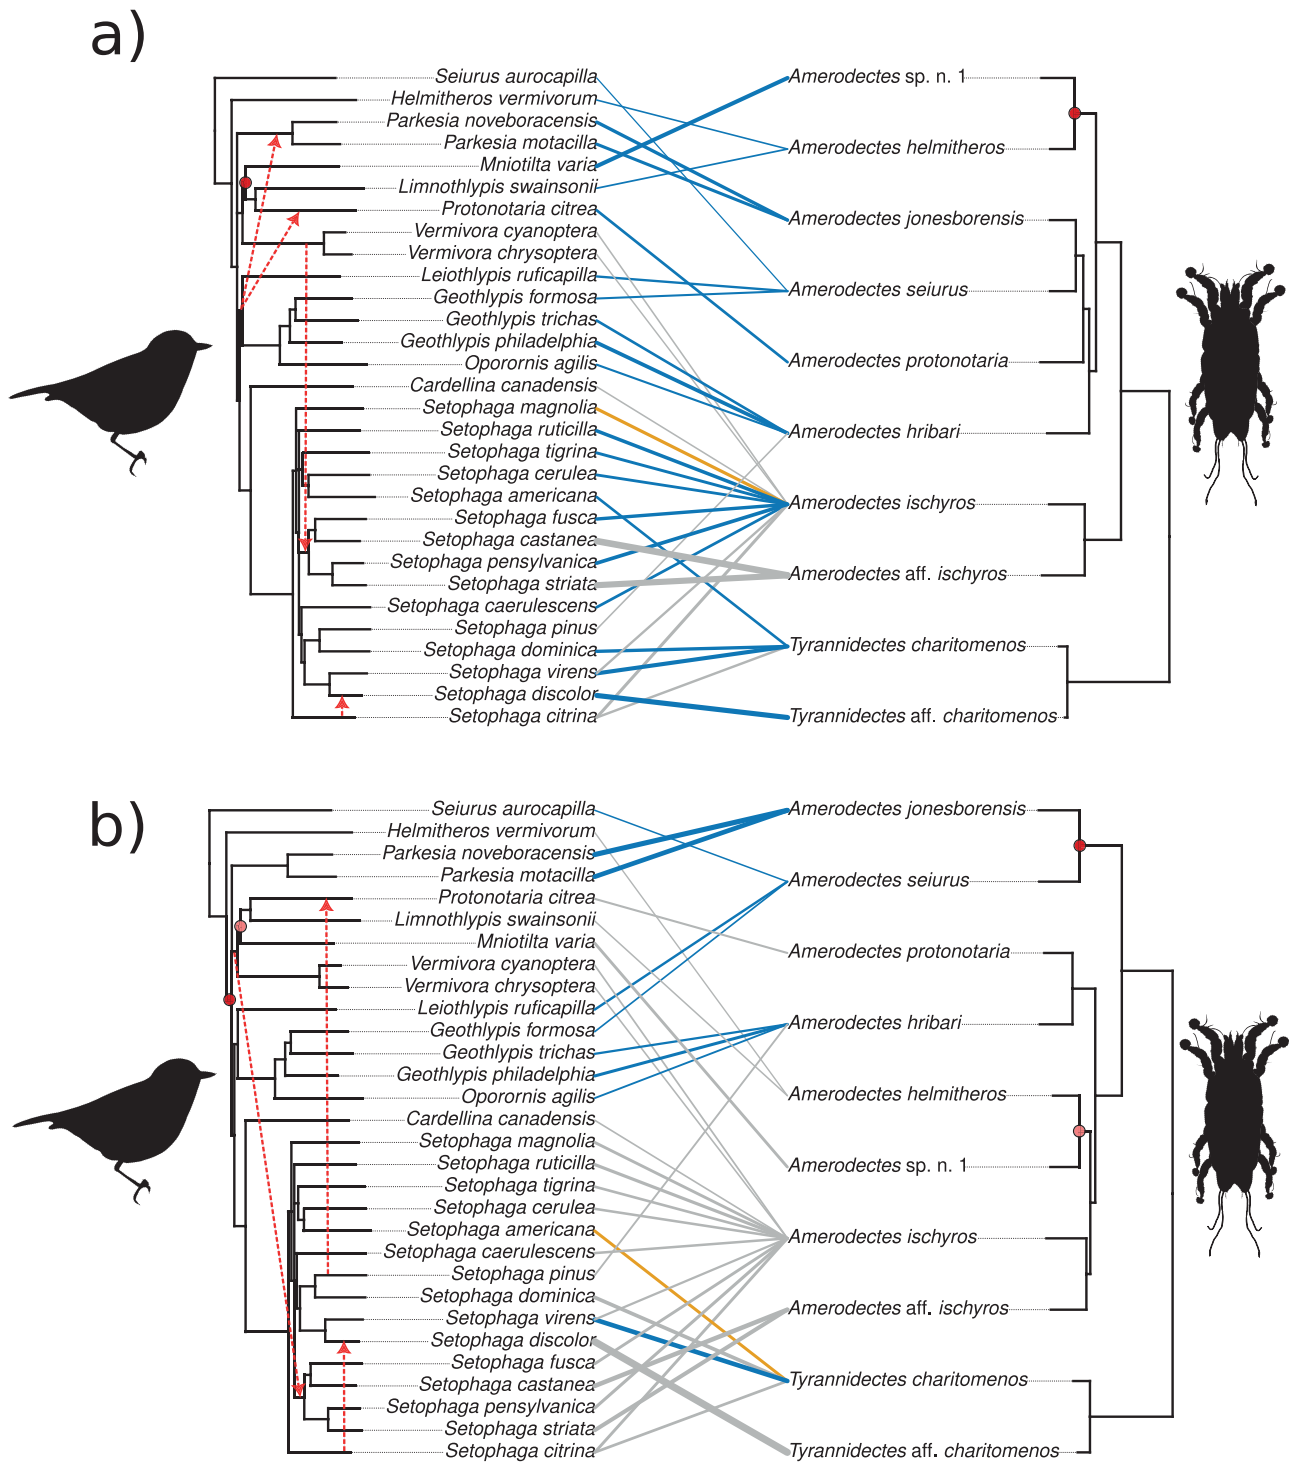 a)
Seiurus aurocapilla
Helmitheros vermivorum
Parkesia noveboracensis
Parkesia motacilla
Mniotilta varia
Limnothlypis swainsonii
Protonotaria citrea
Vermivora cyanoptera
Vermivora chrysoptera
Leiothlypis ruficapilla
Geothlypis formosa
Geothlypis trichas
Geothlypis philadelphia
Oporornis agilis
Cardellina canadensis
Setophaga magnolia
Setophaga ruticilla
Setophaga tigrina
Setophaga cerulea
Setophaga americana
Setophaga fusca
Setophaga castanea
Setophaga pensylvanica
Setophaga striata
Setophaga caerulescens
Setophaga pinus
Setophaga dominica
Setophaga virens
Setophaga discolor
Setophaga citrina
Amerodectes sp. n. 1
Amerodectes helmitheros
Amerodectes jonesborensis
Amerodectes seiurus
Amerodectes protonotaria
Amerodectes hribari
Amerodectes ischyros
Amerodectes aff. ischyros
Tyrannidectes charitomenos
Tyrannidectes aff. charitomenos
b)
Seiurus aurocapilla
Helmitheros vermivorum
Parkesia noveboracensis
Parkesia motacilla
Protonotaria citrea
Limnothlypis swainsonii
Mniotilta varia
Vermivora cyanoptera
Vermivora chrysoptera
Leiothlypis ruficapilla
Geothlypis formosa
Geothlypis trichas
Geothlypis philadelphia
Oporornis agilis
Cardellina canadensis
Setophaga magnolia
Setophaga ruticilla
Setophaga tigrina
Setophaga cerulea
Setophaga americana
Setophaga caerulescens
Setophaga pinus
Setophaga dominica
Setophaga virens
Setophaga discolor
Setophaga fusca
Setophaga castanea
Setophaga pensylvanica
Setophaga striata
Setophaga citrina
Amerodectes jonesborensis
Amerodectes seiurus
Amerodectes protonotaria
Amerodectes hribari
Amerodectes helmitheros
Amerodectes sp. n. 1
Amerodectes ischyros
Amerodectes aff. ischyros
Tyrannidectes charitomenos
Tyrannidectes aff. charitomenos